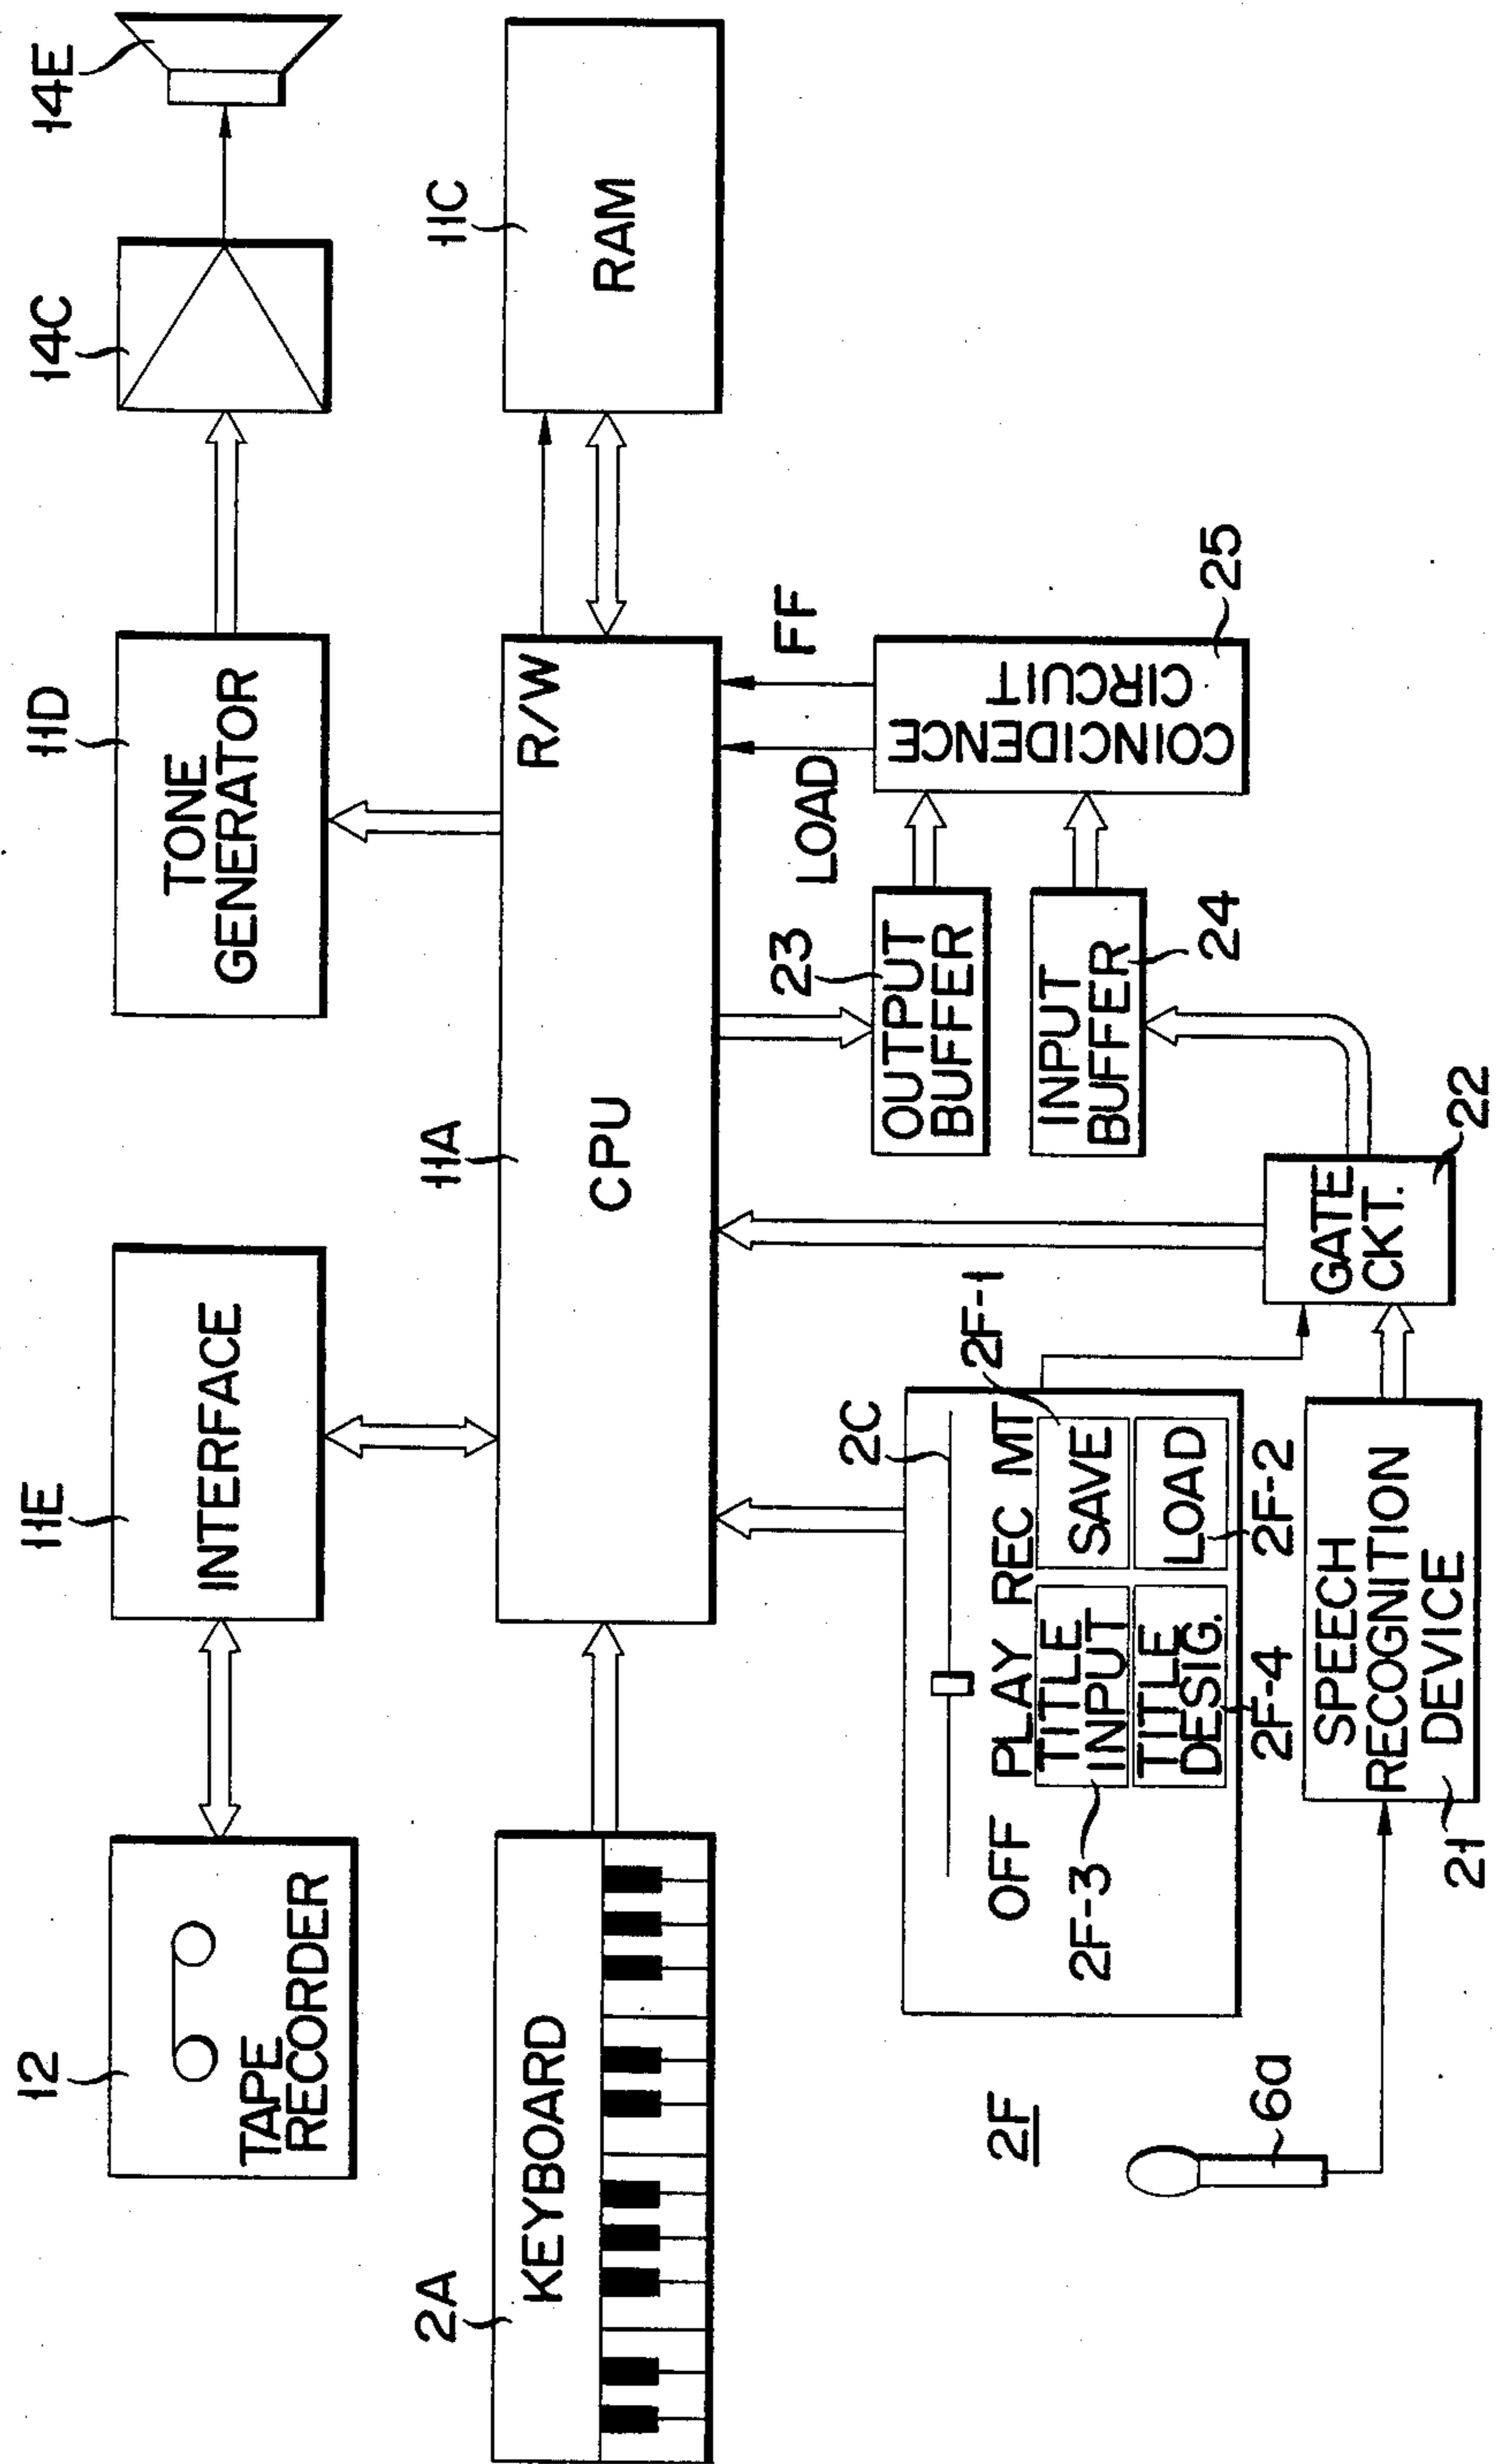 12
TAPE
RECORDER
11E
INTERFACE
11D
TONE
GENERATOR
14C
14E
2A
KEYBOARD
11A
CPU
R/W
11C
RAM
2F
2C
OFF PLAY REC MT
2F-3
TITLE
INPUT
SAVE
2F-1
TITLE
DESIG.
LOAD
2F-4
2F-2
23
OUTPUT
BUFFER
INPUT
BUFFER
24
LOAD
FF
COINCIDENCE
CIRCUIT
25
6a
SPEECH
RECOGNITION
DEVICE
21
GATE
CKT.
22